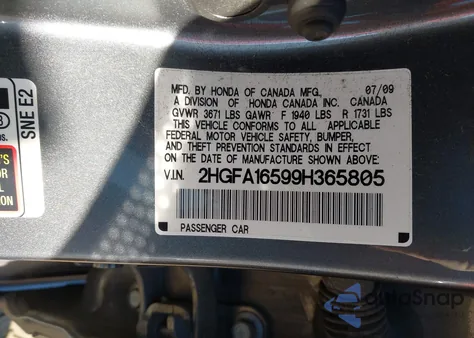 MFD. BY HONDA OF CANADA MFG. 07/09
A DIVISION OF HONDA CANADA INC. CANADA
GVWR 3671 LBS GAWR F 1940 LBS R 1731 LBS
THIS VEHICLE CONFORMS TO ALL APPLICABLE
FEDERAL MOTOR VEHICLE SAFETY, BUMPER,
AND THEFT PREVENTION STANDARDS IN EFFECT
ON THE DATE OF MANUFACTURE SHOWN ABOVE.
V.I.N. 2HGFA16599H365805
PASSENGER CAR
SNE E2
autoSnap